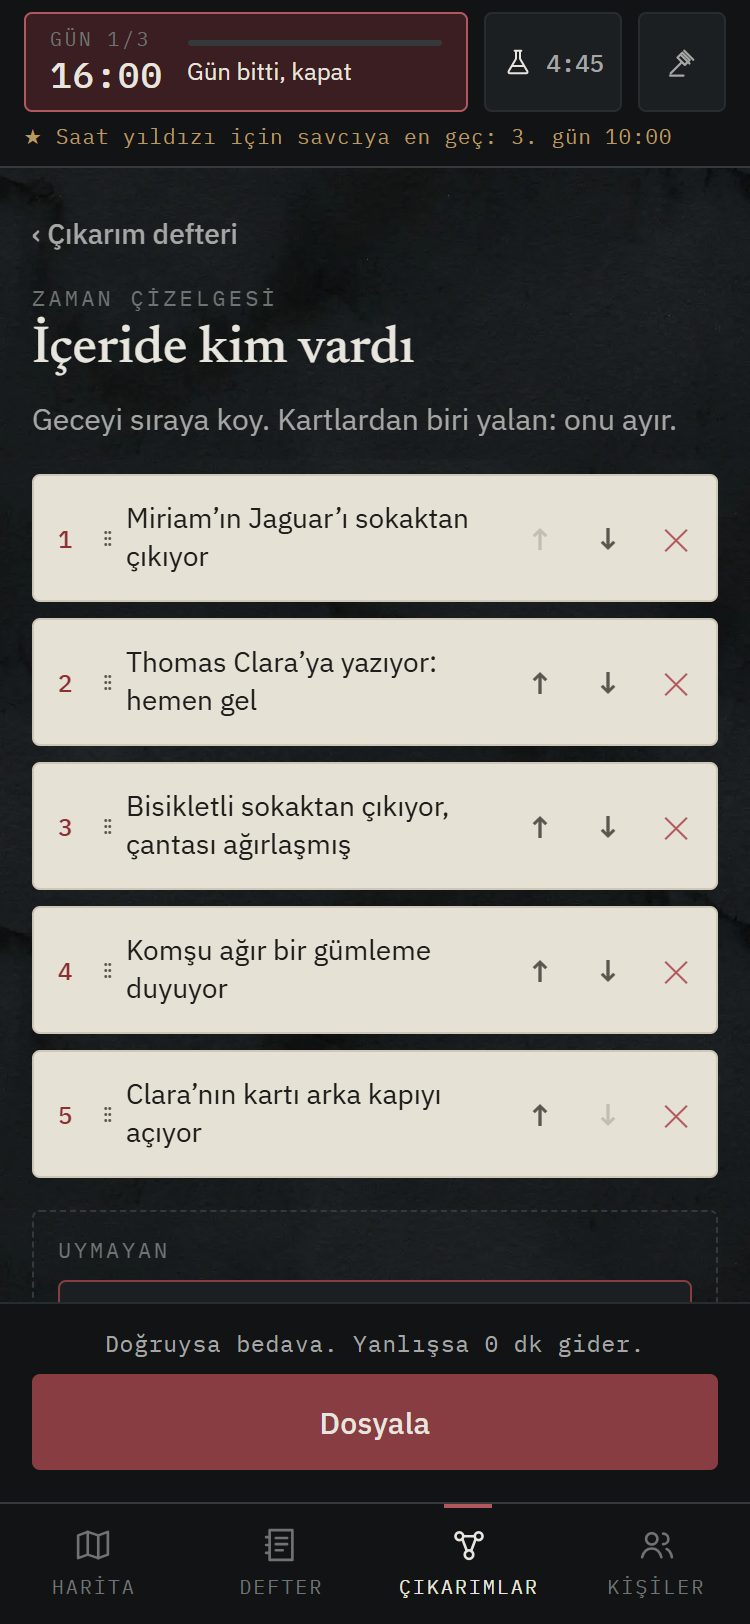 GÜN 1/3
16:00
Gün bitti, kapat
4:45
★ Saat yıldızı için savcıya en geç: 3. gün 10:00
‹ Çıkarım defteri
ZAMAN ÇİZELGESİ
İçeride kim vardı
Geceyi sıraya koy. Kartlardan biri yalan: onu ayır.
1 Miriam’ın Jaguar’ı sokaktan
çıkıyor
2 Thomas Clara’ya yazıyor:
hemen gel
3 Bisikletli sokaktan çıkıyor,
çantası ağırlaşmış
4 Komşu ağır bir gümleme
duyuyor
5 Clara’nın kartı arka kapıyı
açıyor
UYMAYAN
Doğruysa bedava. Yanlışsa 0 dk gider.
Dosyala
HARİTA
DEFTER
ÇIKARIMLAR
KİŞİLER